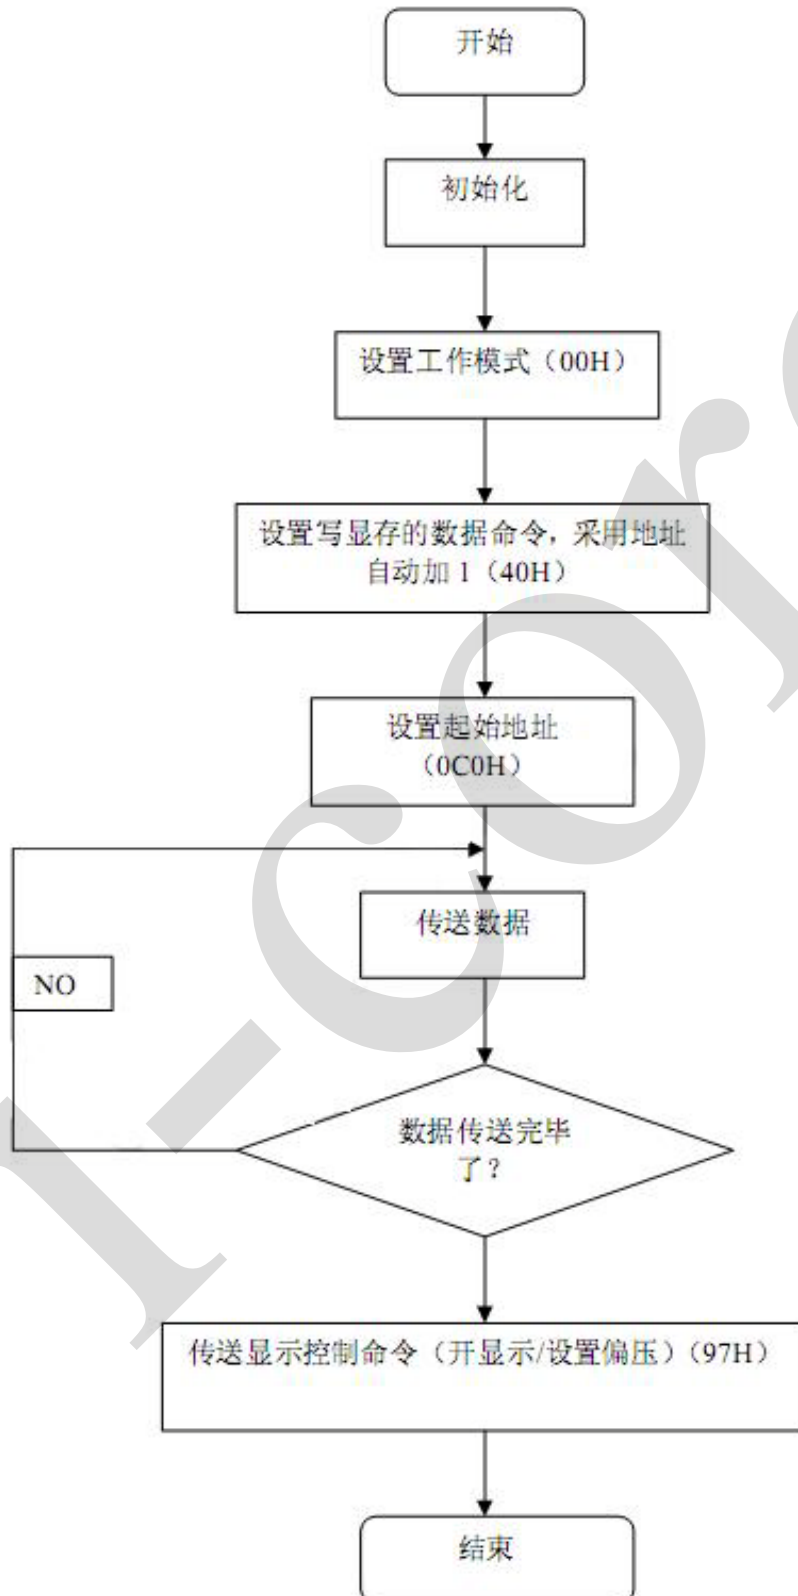 开始
初始化
设置工作模式（00H）
设置写显存的数据命令，采用地址
自动加 1（40H）
设置起始地址
（0C0H）
传送数据
NO
数据传送完毕
了？
传送显示控制命令（开显示/设置偏压）（97H）
结束